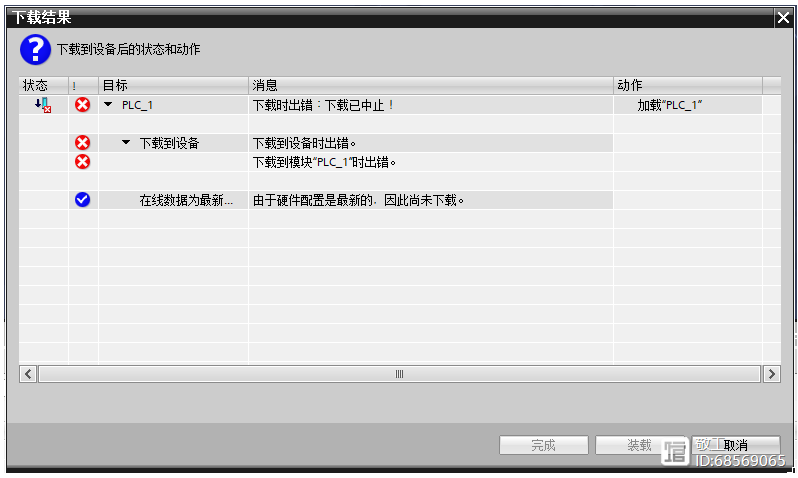 下载结果
下载到设备后的状态和动作
状态 ! 目标 消息 动作
PLC_1 下载时出错:下载已中止! 加载“PLC_1”
下载到设备 下载到设备时出错。
下载到模块“PLC_1”时出错。
在线数据为最新... 由于硬件配置是最新的,因此尚未下载。
完成 装载 取消
敬工
ID:68569065